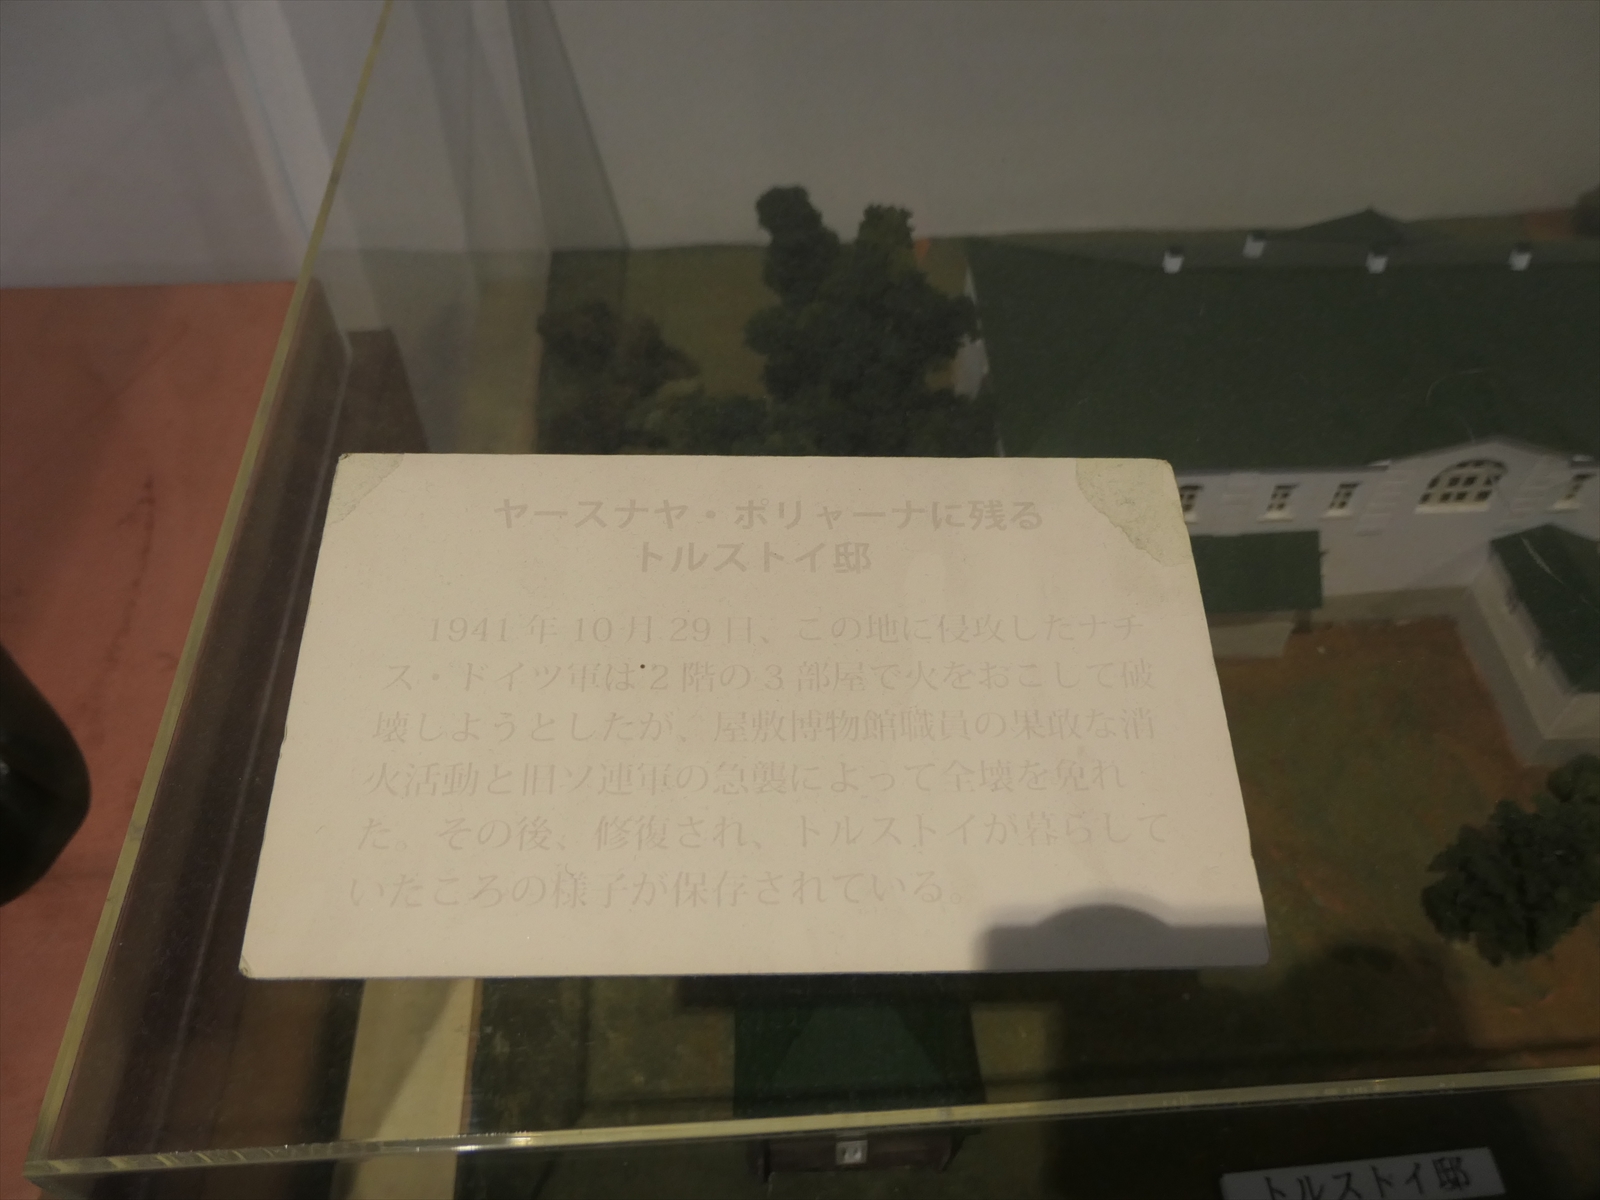 ヤースナヤ・ポリャーナに残る
トルストイ邸
1941年10月29日、この地に侵攻したナチ
ス・ドイツ軍は2階の3部屋で火をおこして破
壊しようとしたが、屋敷博物館職員の果敢な消
火活動と旧ソ連軍の急襲によって全壊を免れ
た。その後、修復され、トルストイが暮らして
いたころの様子が保存されている。
トルストイ邸